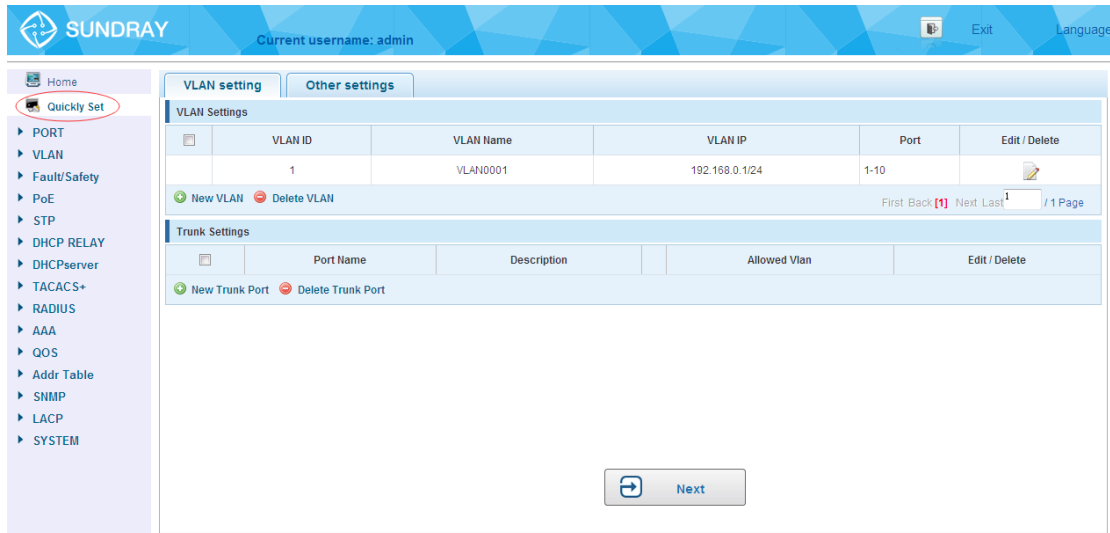 SUNDRAY
Current username: admin
Exit
Language
Home
Quickly Set
PORT
VLAN
Fault/Safety
PoE
STP
DHCP RELAY
DHCPserver
TACACS+
RADIUS
AAA
QOS
Addr Table
SNMP
LACP
SYSTEM
VLAN setting Other settings
VLAN Settings
VLAN ID VLAN Name VLAN IP Port Edit / Delete
1 VLAN0001 192.168.0.1/24 1-10
New VLAN Delete VLAN First Back [1] Next Last 1 / 1 Page
Trunk Settings
Port Name Description Allowed Vlan Edit / Delete
New Trunk Port Delete Trunk Port
Next